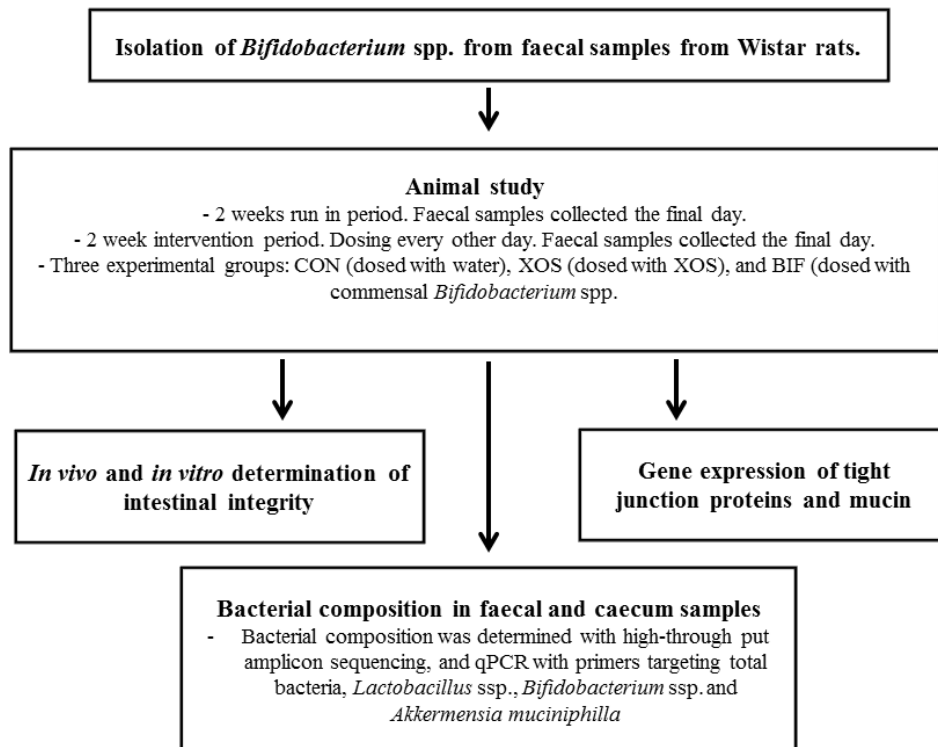 Isolation of Bifidobacterium spp. from faecal samples from Wistar rats.
Animal study
- 2 weeks run in period. Faecal samples collected the final day.
- 2 week intervention period. Dosing every other day. Faecal samples collected the final day.
- Three experimental groups: CON (dosed with water), XOS (dosed with XOS), and BIF (dosed with
commensal Bifidobacterium spp.
In vivo and in vitro determination of
intestinal integrity
Gene expression of tight
junction proteins and mucin
Bacterial composition in faecal and caecum samples
- Bacterial composition was determined with high-through put
amplicon sequencing, and qPCR with primers targeting total
bacteria, Lactobacillus ssp., Bifidobacterium ssp. and
Akkermensia muciniphilla